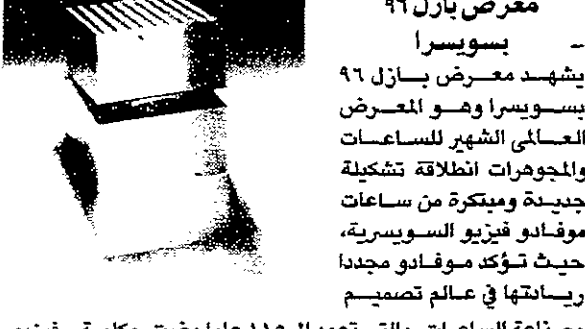 معرض بازل ٩٦
- بسويسرا
يشهد معرض بازل ٩٦
بسويسرا وهو المعرض
العالمى الشهير للساعات
والمجوهرات انطلاقة تشكيلة
جديدة ومبتكرة من ساعات
موفادو فيزيو السويسرية،
حيث تؤكد موفادو مجددا
ريادتها في عالم تصميم